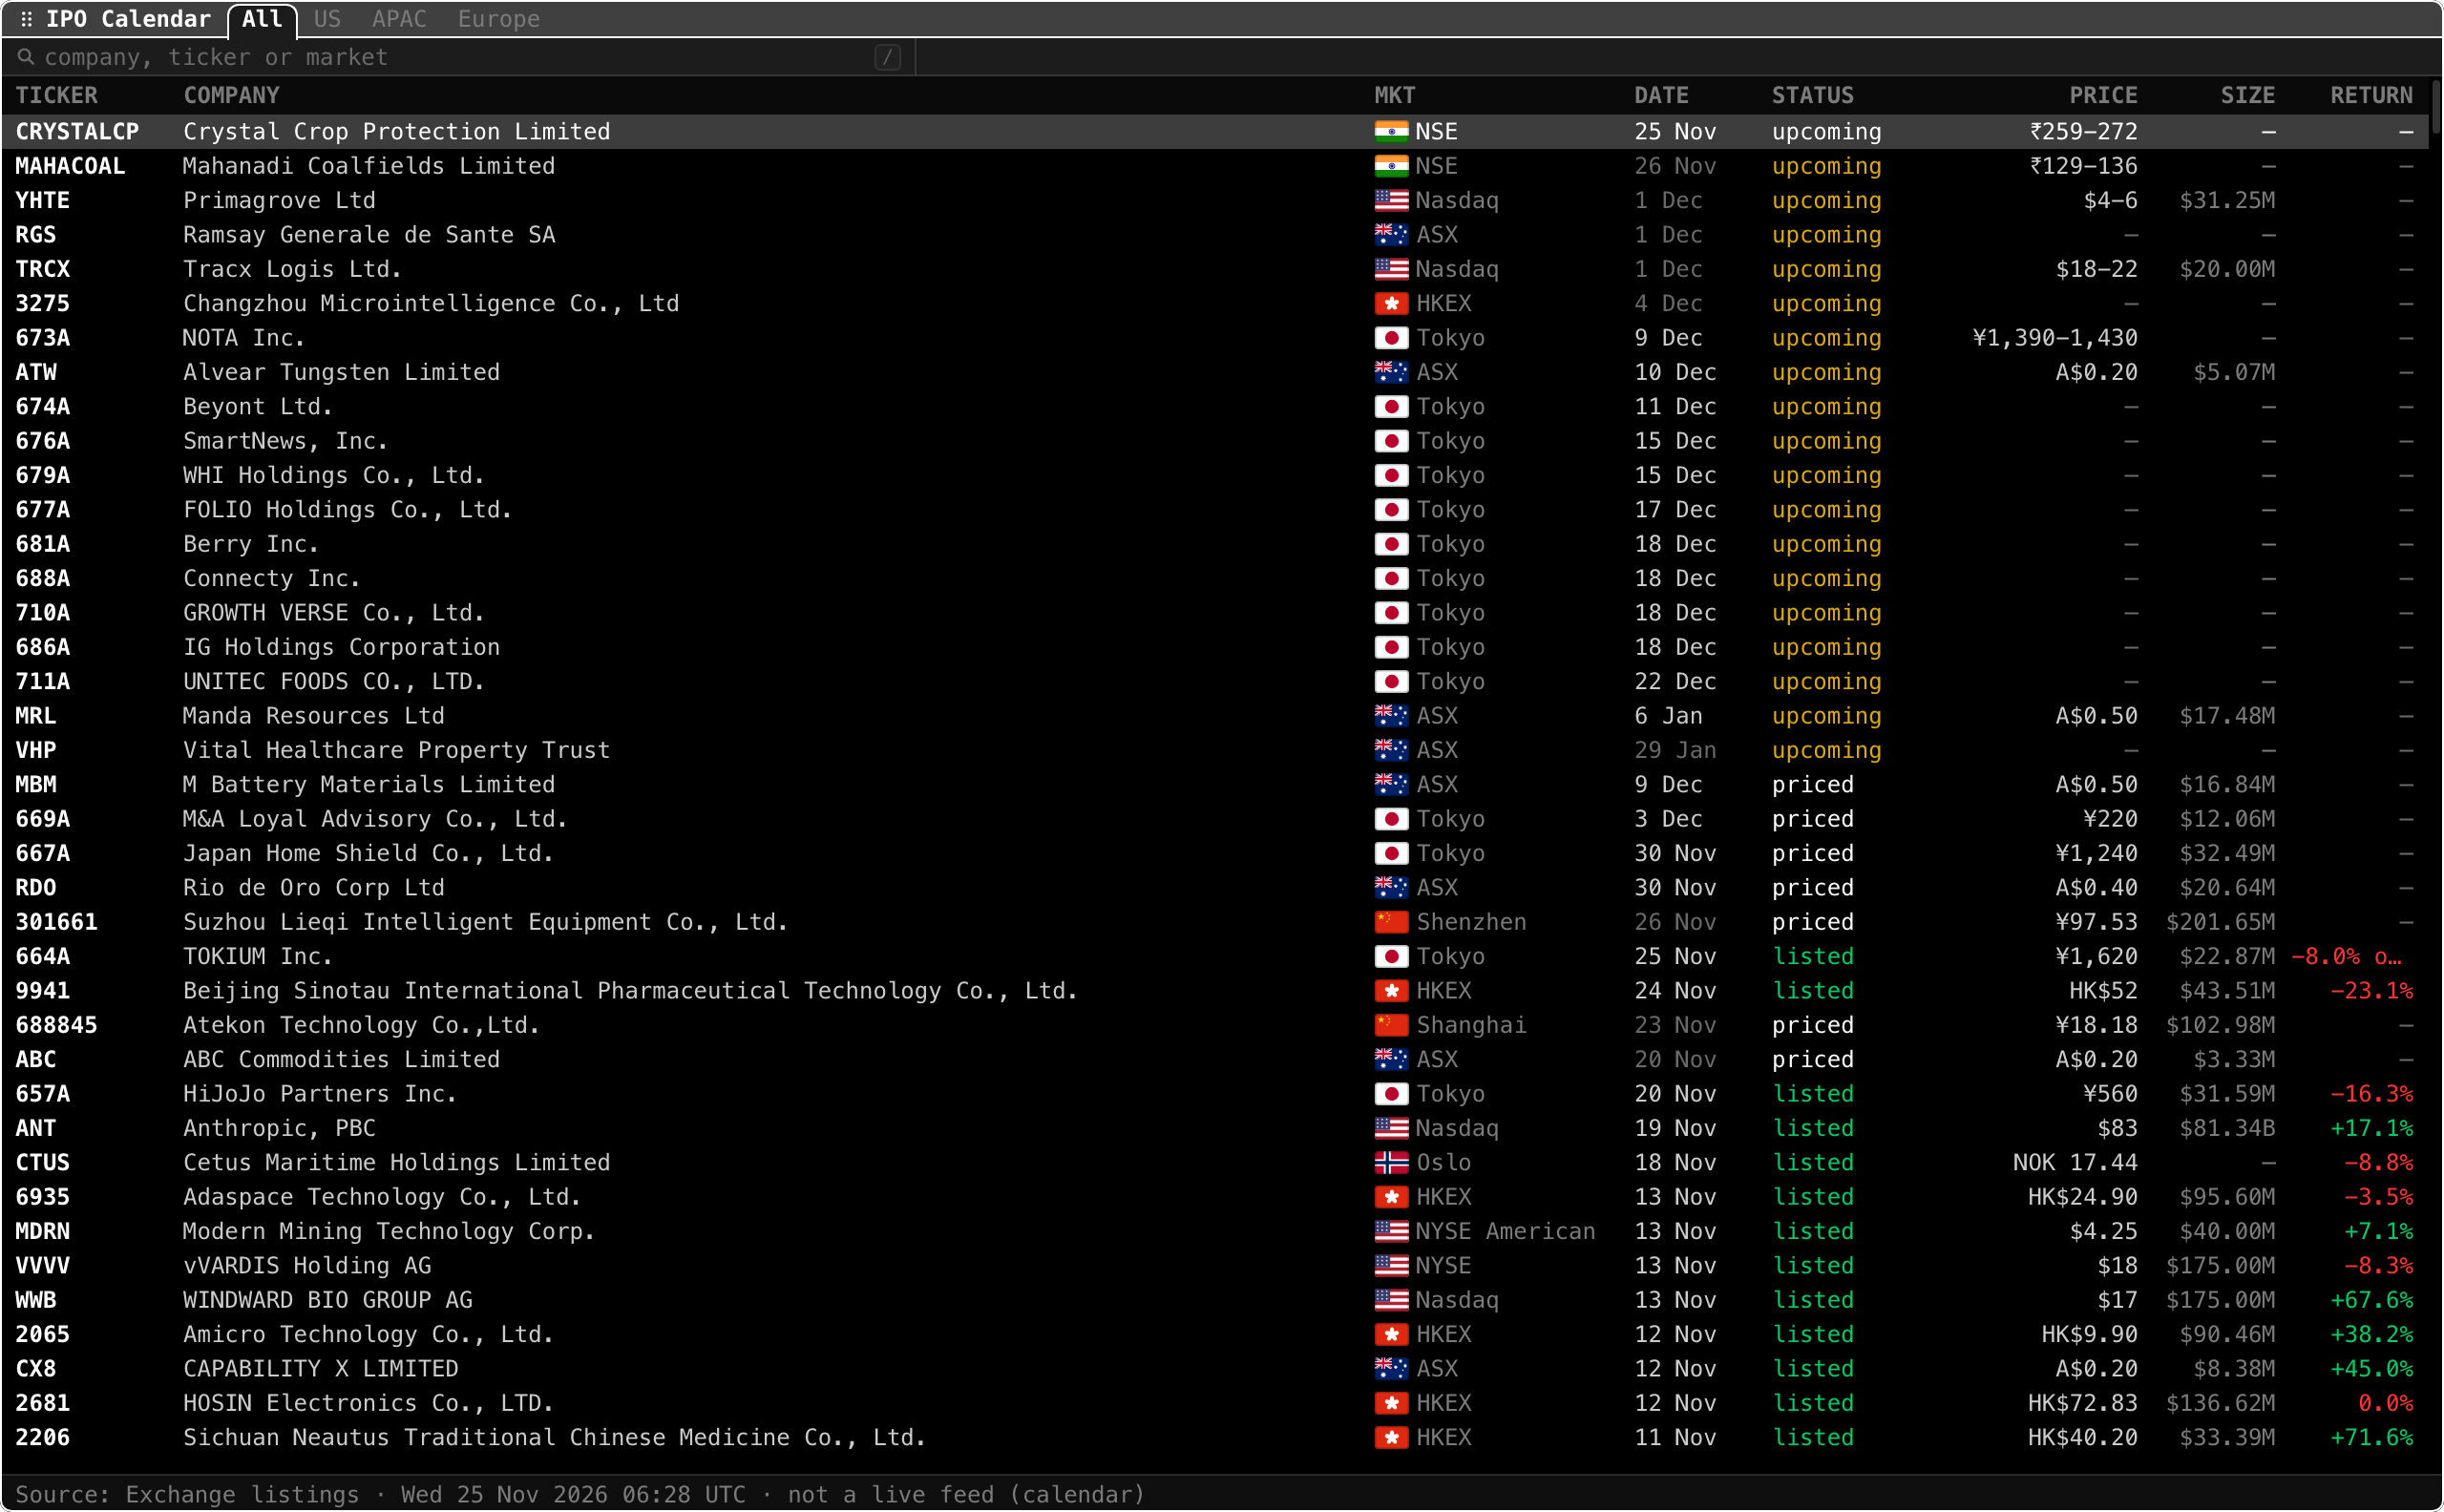 IPO Calendar All US APAC Europe
company, ticker or market /
TICKER COMPANY MKT DATE STATUS PRICE SIZE RETURN
CRYSTALCP Crystal Crop Protection Limited NSE 25 Nov upcoming ₹259–272 — —
MAHACOAL Mahanadi Coalfields Limited NSE 26 Nov upcoming ₹129–136 — —
YHTE Primagrove Ltd Nasdaq 1 Dec upcoming $4–6 $31.25M —
RGS Ramsay Generale de Sante SA ASX 1 Dec upcoming — — —
TRCX Tracx Logis Ltd. Nasdaq 1 Dec upcoming $18–22 $20.00M —
3275 Changzhou Microintelligence Co., Ltd HKEX 4 Dec upcoming — — —
673A NOTA Inc. Tokyo 9 Dec upcoming ¥1,390–1,430 — —
ATW Alvear Tungsten Limited ASX 10 Dec upcoming A$0.20 $5.07M —
674A Beyont Ltd. Tokyo 11 Dec upcoming — — —
676A SmartNews, Inc. Tokyo 15 Dec upcoming — — —
679A WHI Holdings Co., Ltd. Tokyo 15 Dec upcoming — — —
677A FOLIO Holdings Co., Ltd. Tokyo 17 Dec upcoming — — —
681A Berry Inc. Tokyo 18 Dec upcoming — — —
688A Connecty Inc. Tokyo 18 Dec upcoming — — —
710A GROWTH VERSE Co., Ltd. Tokyo 18 Dec upcoming — — —
686A IG Holdings Corporation Tokyo 18 Dec upcoming — — —
711A UNITEC FOODS CO., LTD. Tokyo 22 Dec upcoming — — —
MRL Manda Resources Ltd ASX 6 Jan upcoming A$0.50 $17.48M —
VHP Vital Healthcare Property Trust ASX 29 Jan upcoming — — —
MBM M Battery Materials Limited ASX 9 Dec priced A$0.50 $16.84M —
669A M&A Loyal Advisory Co., Ltd. Tokyo 3 Dec priced ¥220 $12.06M —
667A Japan Home Shield Co., Ltd. Tokyo 30 Nov priced ¥1,240 $32.49M —
RDO Rio de Oro Corp Ltd ASX 30 Nov priced A$0.40 $20.64M —
301661 Suzhou Lieqi Intelligent Equipment Co., Ltd. Shenzhen 26 Nov priced ¥97.53 $201.65M —
664A TOKIUM Inc. Tokyo 25 Nov listed ¥1,620 $22.87M −8.0% o…
9941 Beijing Sinotau International Pharmaceutical Technology Co., Ltd. HKEX 24 Nov listed HK$52 $43.51M −23.1%
688845 Atekon Technology Co.,Ltd. Shanghai 23 Nov priced ¥18.18 $102.98M —
ABC ABC Commodities Limited ASX 20 Nov priced A$0.20 $3.33M —
657A HiJoJo Partners Inc. Tokyo 20 Nov listed ¥560 $31.59M −16.3%
ANT Anthropic, PBC Nasdaq 19 Nov listed $83 $81.34B +17.1%
CTUS Cetus Maritime Holdings Limited Oslo 18 Nov listed NOK 17.44 — −8.8%
6935 Adaspace Technology Co., Ltd. HKEX 13 Nov listed HK$24.90 $95.60M −3.5%
MDRN Modern Mining Technology Corp. NYSE American 13 Nov listed $4.25 $40.00M +7.1%
VVVV vVARDIS Holding AG NYSE 13 Nov listed $18 $175.00M −8.3%
WWB WINDWARD BIO GROUP AG Nasdaq 13 Nov listed $17 $175.00M +67.6%
2065 Amicro Technology Co., Ltd. HKEX 12 Nov listed HK$9.90 $90.46M +38.2%
CX8 CAPABILITY X LIMITED ASX 12 Nov listed A$0.20 $8.38M +45.0%
2681 HOSIN Electronics Co., LTD. HKEX 12 Nov listed HK$72.83 $136.62M 0.0%
2206 Sichuan Neautus Traditional Chinese Medicine Co., Ltd. HKEX 11 Nov listed HK$40.20 $33.39M +71.6%
Source: Exchange listings · Wed 25 Nov 2026 06:28 UTC · not a live feed (calendar)